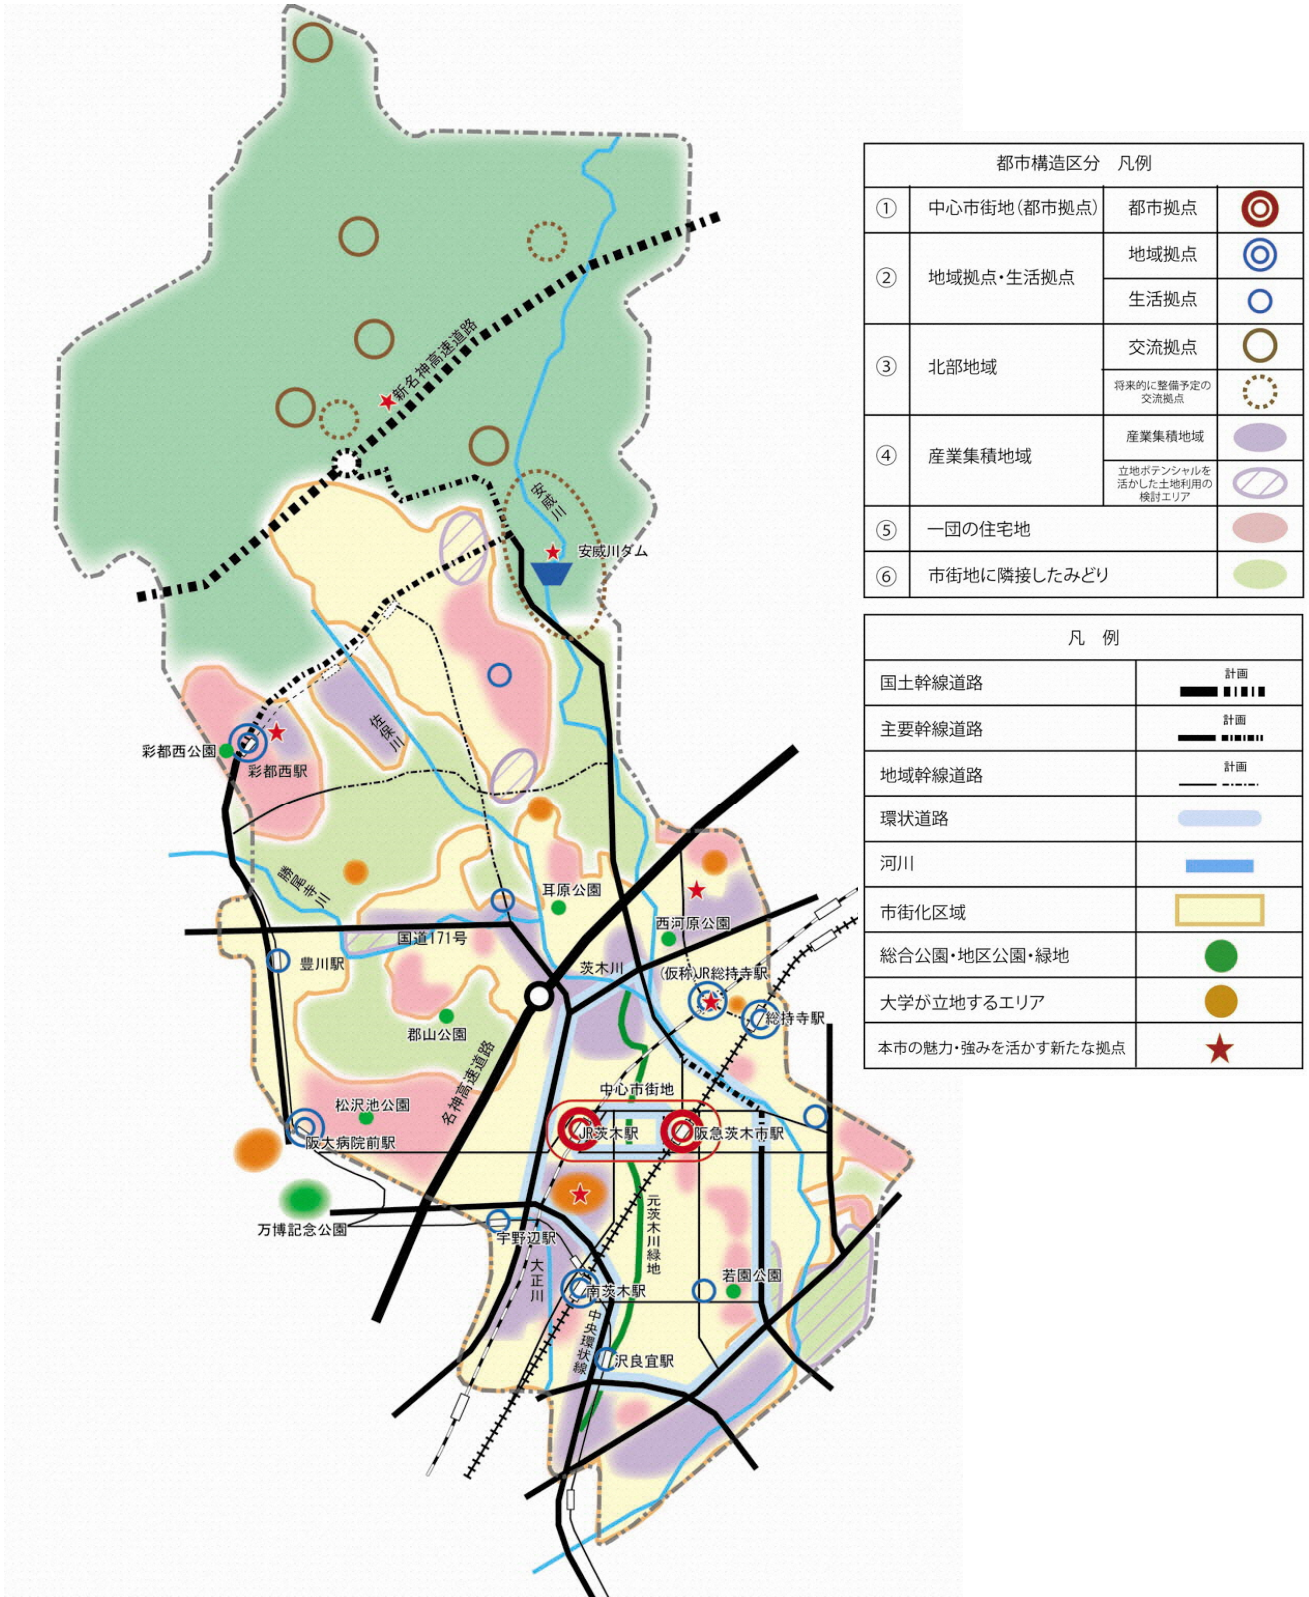 都市構造区分　凡例
① 中心市街地（都市拠点） 都市拠点
② 地域拠点・生活拠点 地域拠点
生活拠点
③ 北部地域 交流拠点
将来的に整備予定の
交流拠点
④ 産業集積地域 産業集積地域
立地ポテンシャルを
活かした土地利用の
検討エリア
⑤ 一団の住宅地
⑥ 市街地に隣接したみどり
凡　例
国土幹線道路 計画
主要幹線道路 計画
地域幹線道路 計画
環状道路
河川
市街化区域
総合公園・地区公園・緑地
大学が立地するエリア
本市の魅力・強みを活かす新たな拠点
新名神高速道路
安威川
安威川ダム
佐保川
彩都西公園
彩都西駅
勝尾寺川
耳原公園
西河原公園
国道171号
豊川駅
茨木川
（仮称）JR総持寺駅
総持寺駅
郡山公園
名神高速道路
中心市街地
松沢池公園
JR茨木駅
阪急茨木市駅
阪大病院前駅
元茨木川緑地
万博記念公園
宇野辺駅
大正川
南茨木駅
若園公園
中央環状線
沢良宜駅